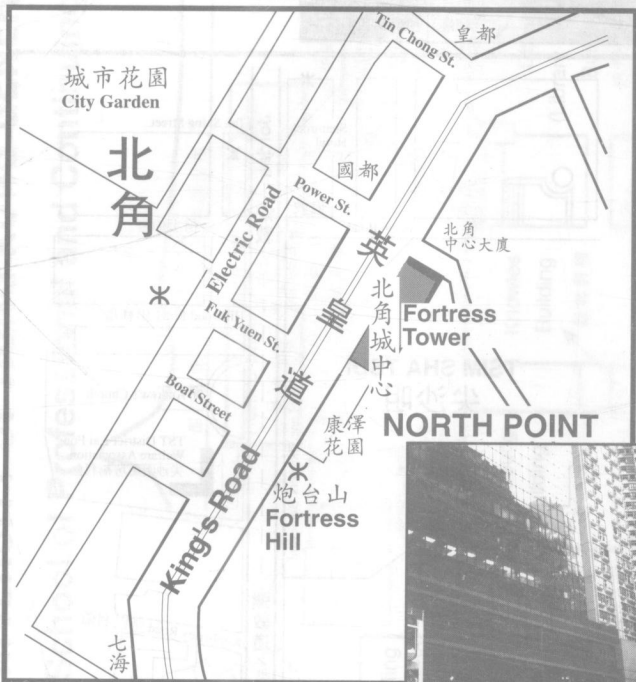 Tin Chong St.
皇都
城市花園
City Garden
北角
國都
Power St.
Electric Road
英皇道
北角
中心大廈
北角城中心
Fortress
Tower
Fuk Yuen St.
Boat Street
康澤
花園
NORTH POINT
King's Road
炮台山
Fortress
Hill
七海